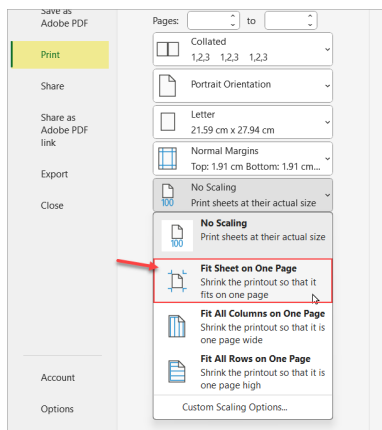 Save as
Adobe PDF
Print
Share
Share as
Adobe PDF
link
Export
Close
Account
Options
Pages: to
Collated
1,2,3 1,2,3 1,2,3
Portrait Orientation
Letter
21.59 cm x 27.94 cm
Normal Margins
Top: 1.91 cm Bottom: 1.91 cm...
No Scaling
Print sheets at their actual size
100
No Scaling
Print sheets at their actual size
100
Fit Sheet on One Page
Shrink the printout so that it
fits on one page
Fit All Columns on One Page
Shrink the printout so that it is
one page wide
Fit All Rows on One Page
Shrink the printout so that it is
one page high
Custom Scaling Options...